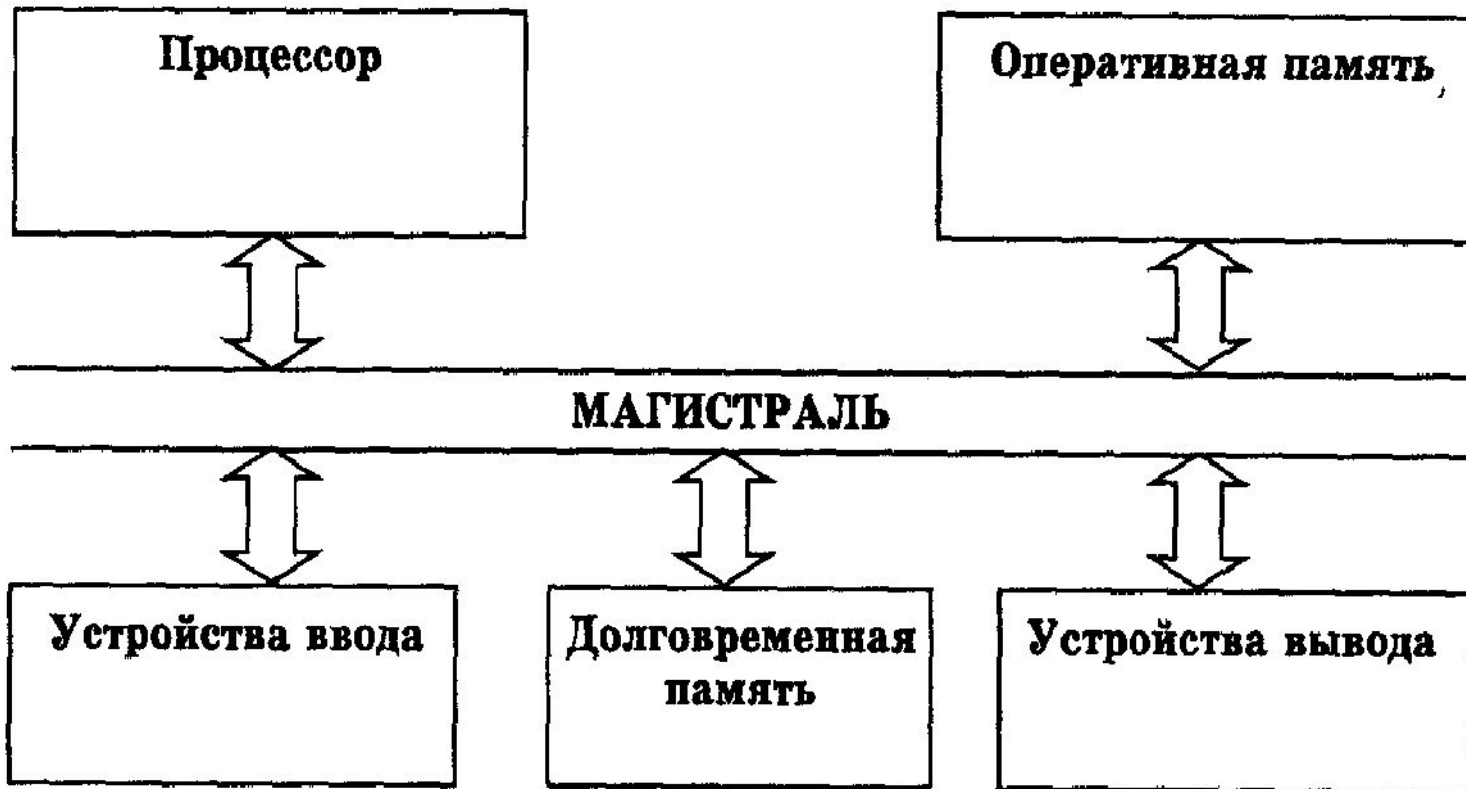 Процессор
Оперативная память
МАГИСТРАЛЬ
Устройства ввода
Долговременная
память
Устройства вывода